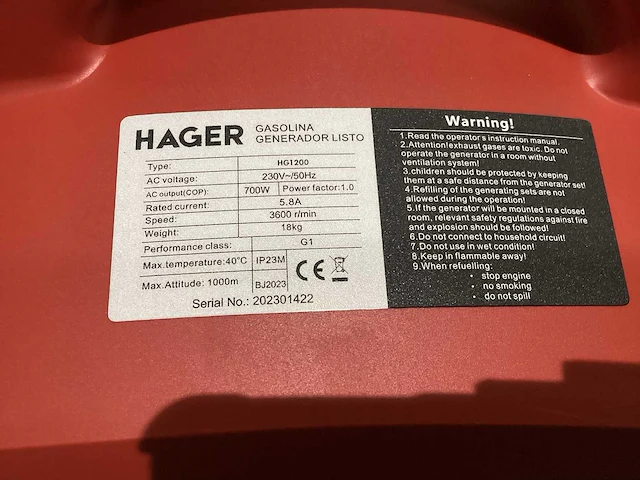 HAGER
GASOLINA
GENERADOR LISTO
Type: HG1200
AC voltage: 230V~/50Hz
AC output(COP): 700W Power factor:1.0
Rated current: 5.8A
Speed: 3600 r/min
Weight: 18kg
Performance class: G1
Max.temperature:40°C IP23M
Max.Attitude: 1000m BJ2023
CE
Serial No.: 202301422
Warning!
1.Read the operator's instruction manual.
2.Attention!exhaust gases are toxic. Do not
operate the generator in a room without
ventilation system!
3.children should be protected by keeping
them at a safe distance from the generator set!
4.Refilling of the generating sets are not
allowed during the operation!
5.If the generator will be mounted in a closed
room, relevant safety regulations against fire
and explosion should be followed!
6.Do not connect to household circuit!
7.Do not use in wet condition!
8.Keep in flammable away!
9.When refuelling:
· stop engine
· no smoking
· do not spill